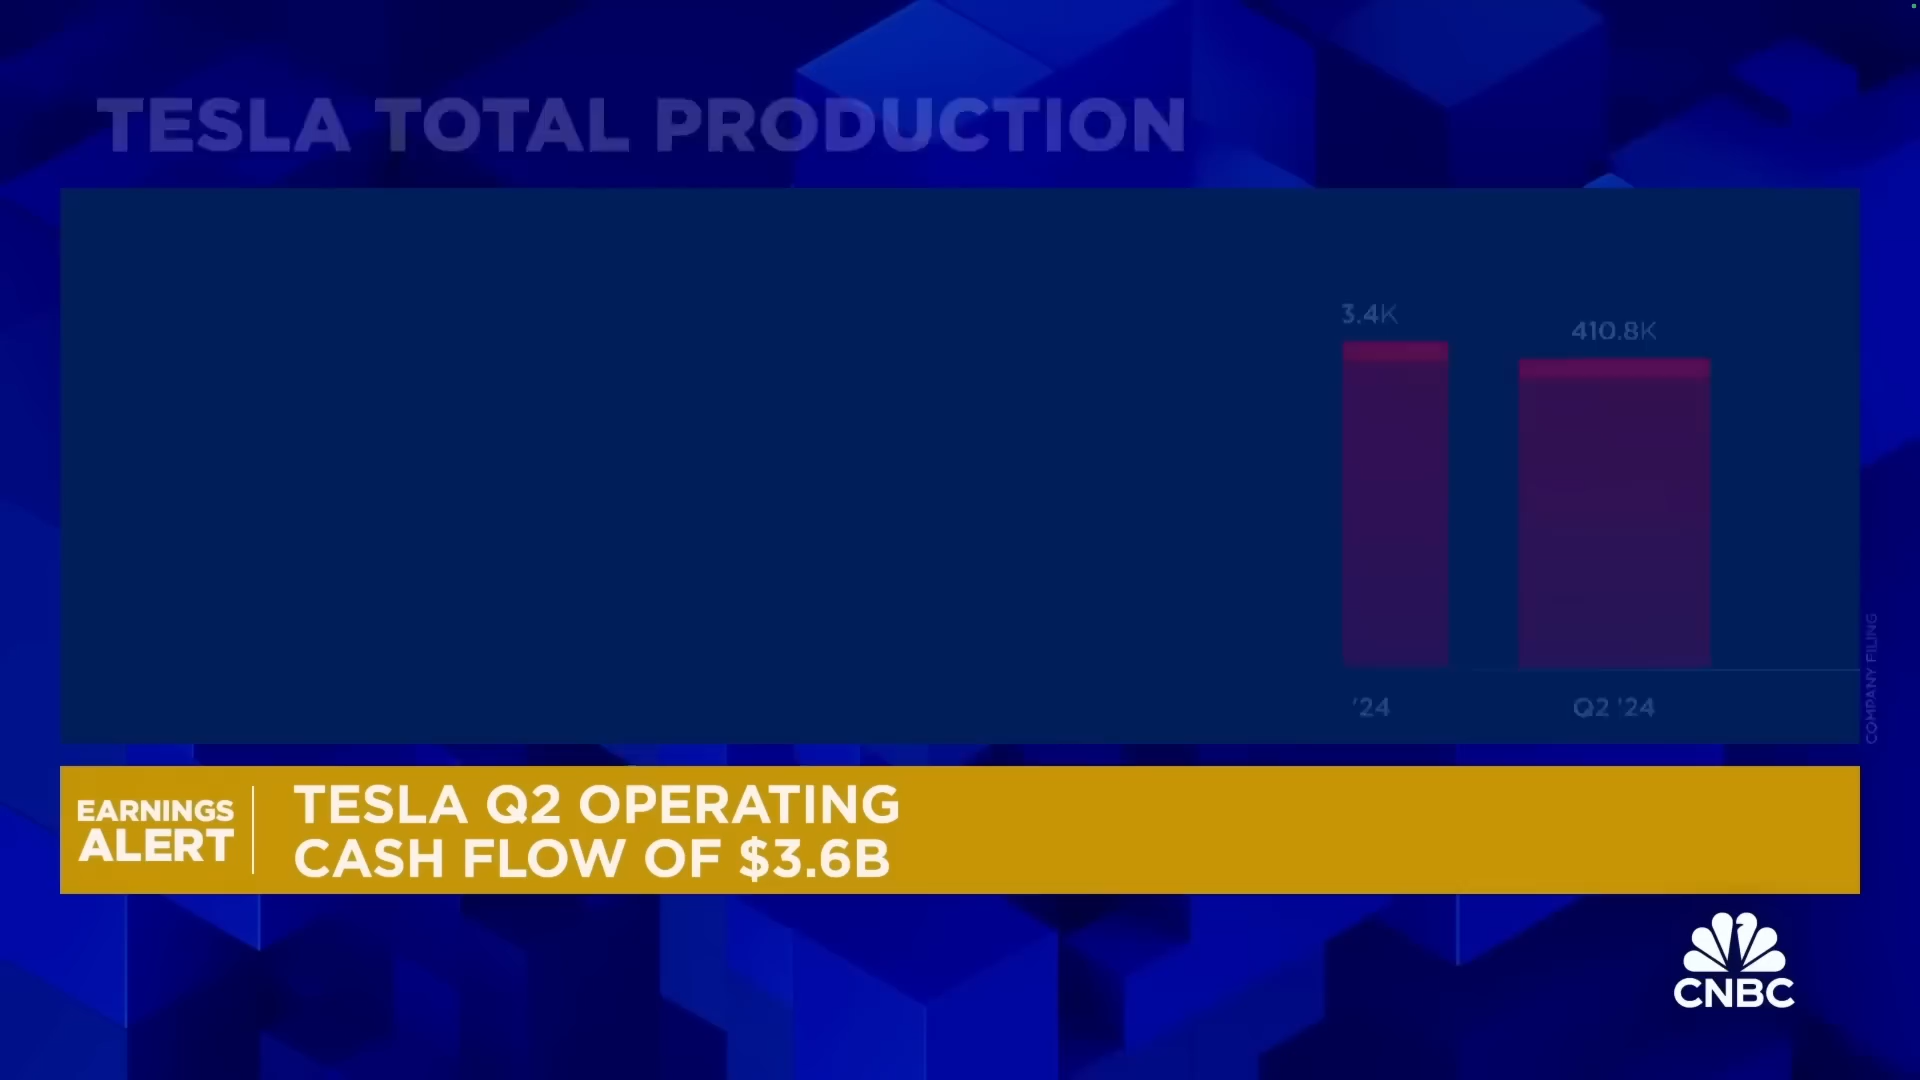 TESLA TOTAL PRODUCTION
3.4K
410.8K
'24
Q2 '24
COMPANY FILING
EARNINGS
ALERT
TESLA Q2 OPERATING
CASH FLOW OF $3.6B
CNBC